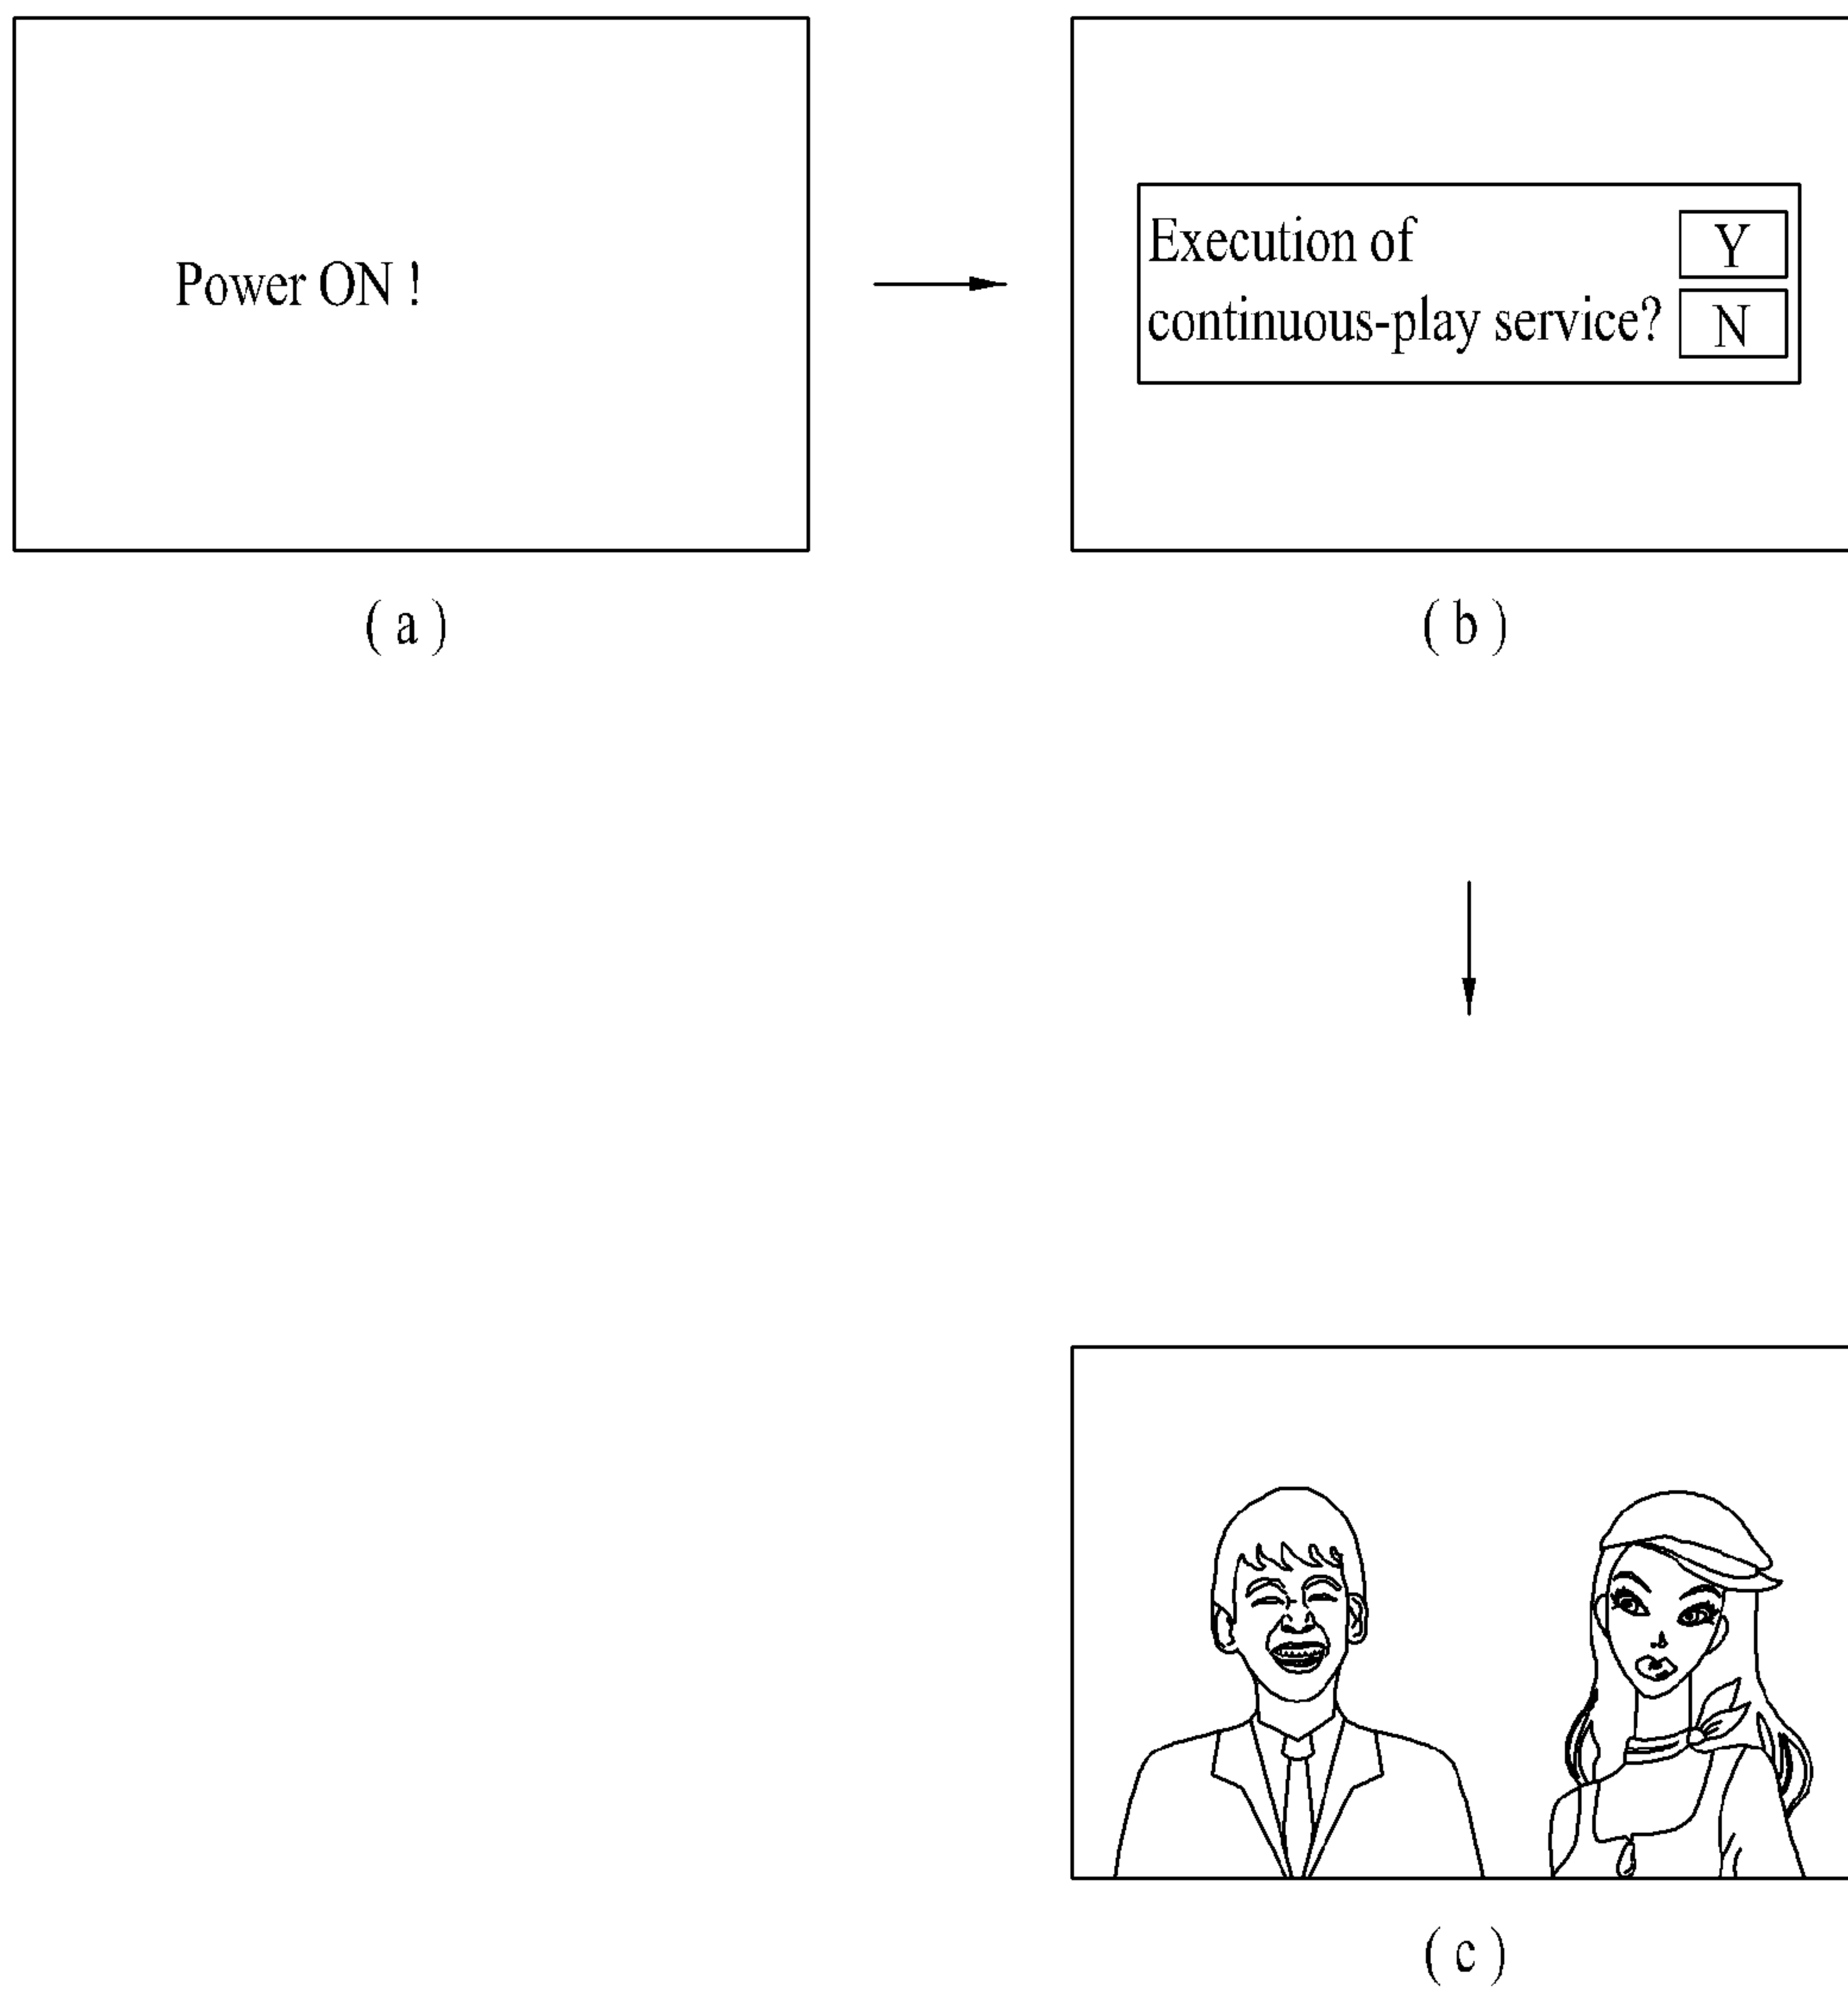 Power ON !
Execution of
continuous-play service?
Y
N
(a)
(b)
(c)